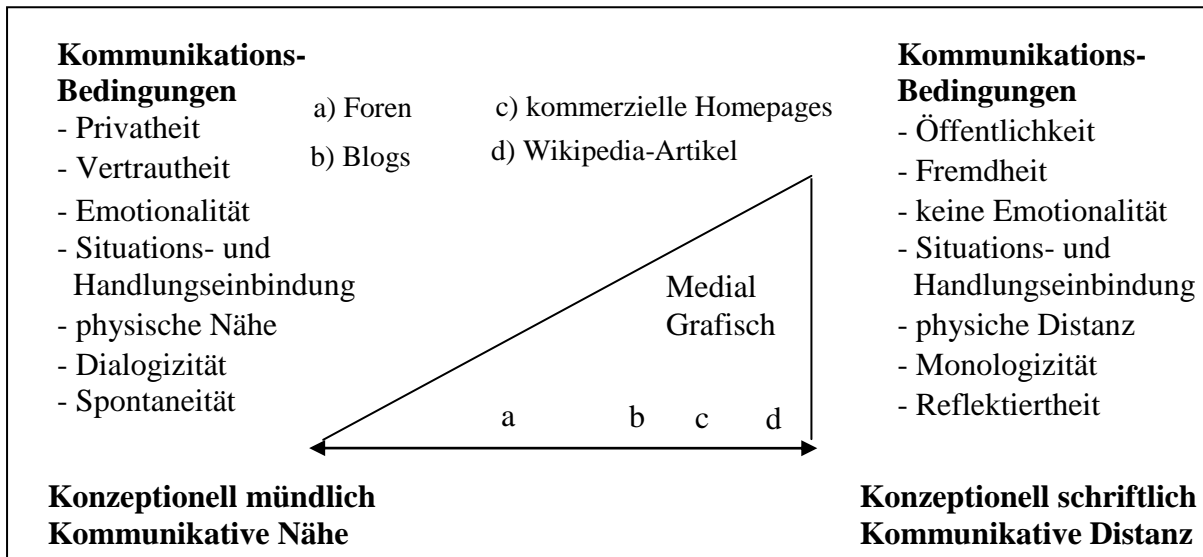 Kommunikations-
Bedingungen
- Privatheit
- Vertrautheit
- Emotionalität
- Situations- und
Handlungseinbindung
- physische Nähe
- Dialogizität
- Spontaneität
a) Foren
b) Blogs
c) kommerzielle Homepages
d) Wikipedia-Artikel
Medial
Grafisch
a b c d
Kommunikations-
Bedingungen
- Öffentlichkeit
- Fremdheit
- keine Emotionalität
- Situations- und
Handlungseinbindung
- physiche Distanz
- Monologizität
- Reflektiertheit
Konzeptionell mündlich
Kommunikative Nähe
Konzeptionell schriftlich
Kommunikative Distanz